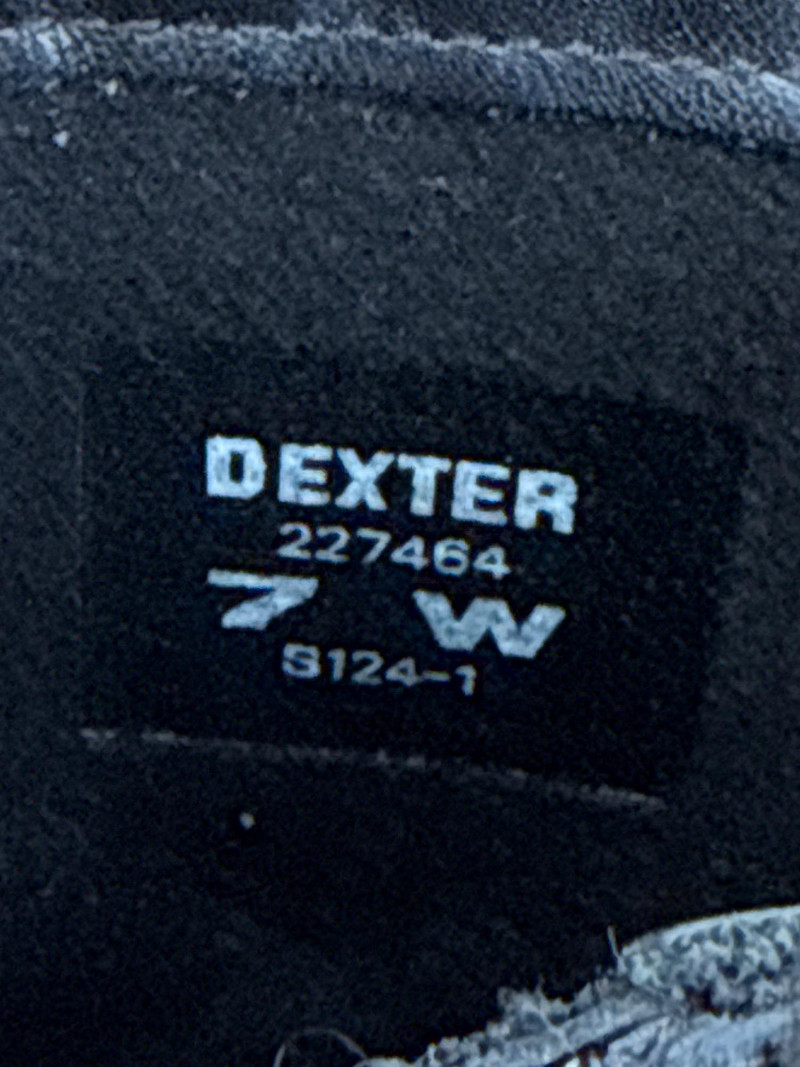 DEXTER
227464
7 W
S124-1